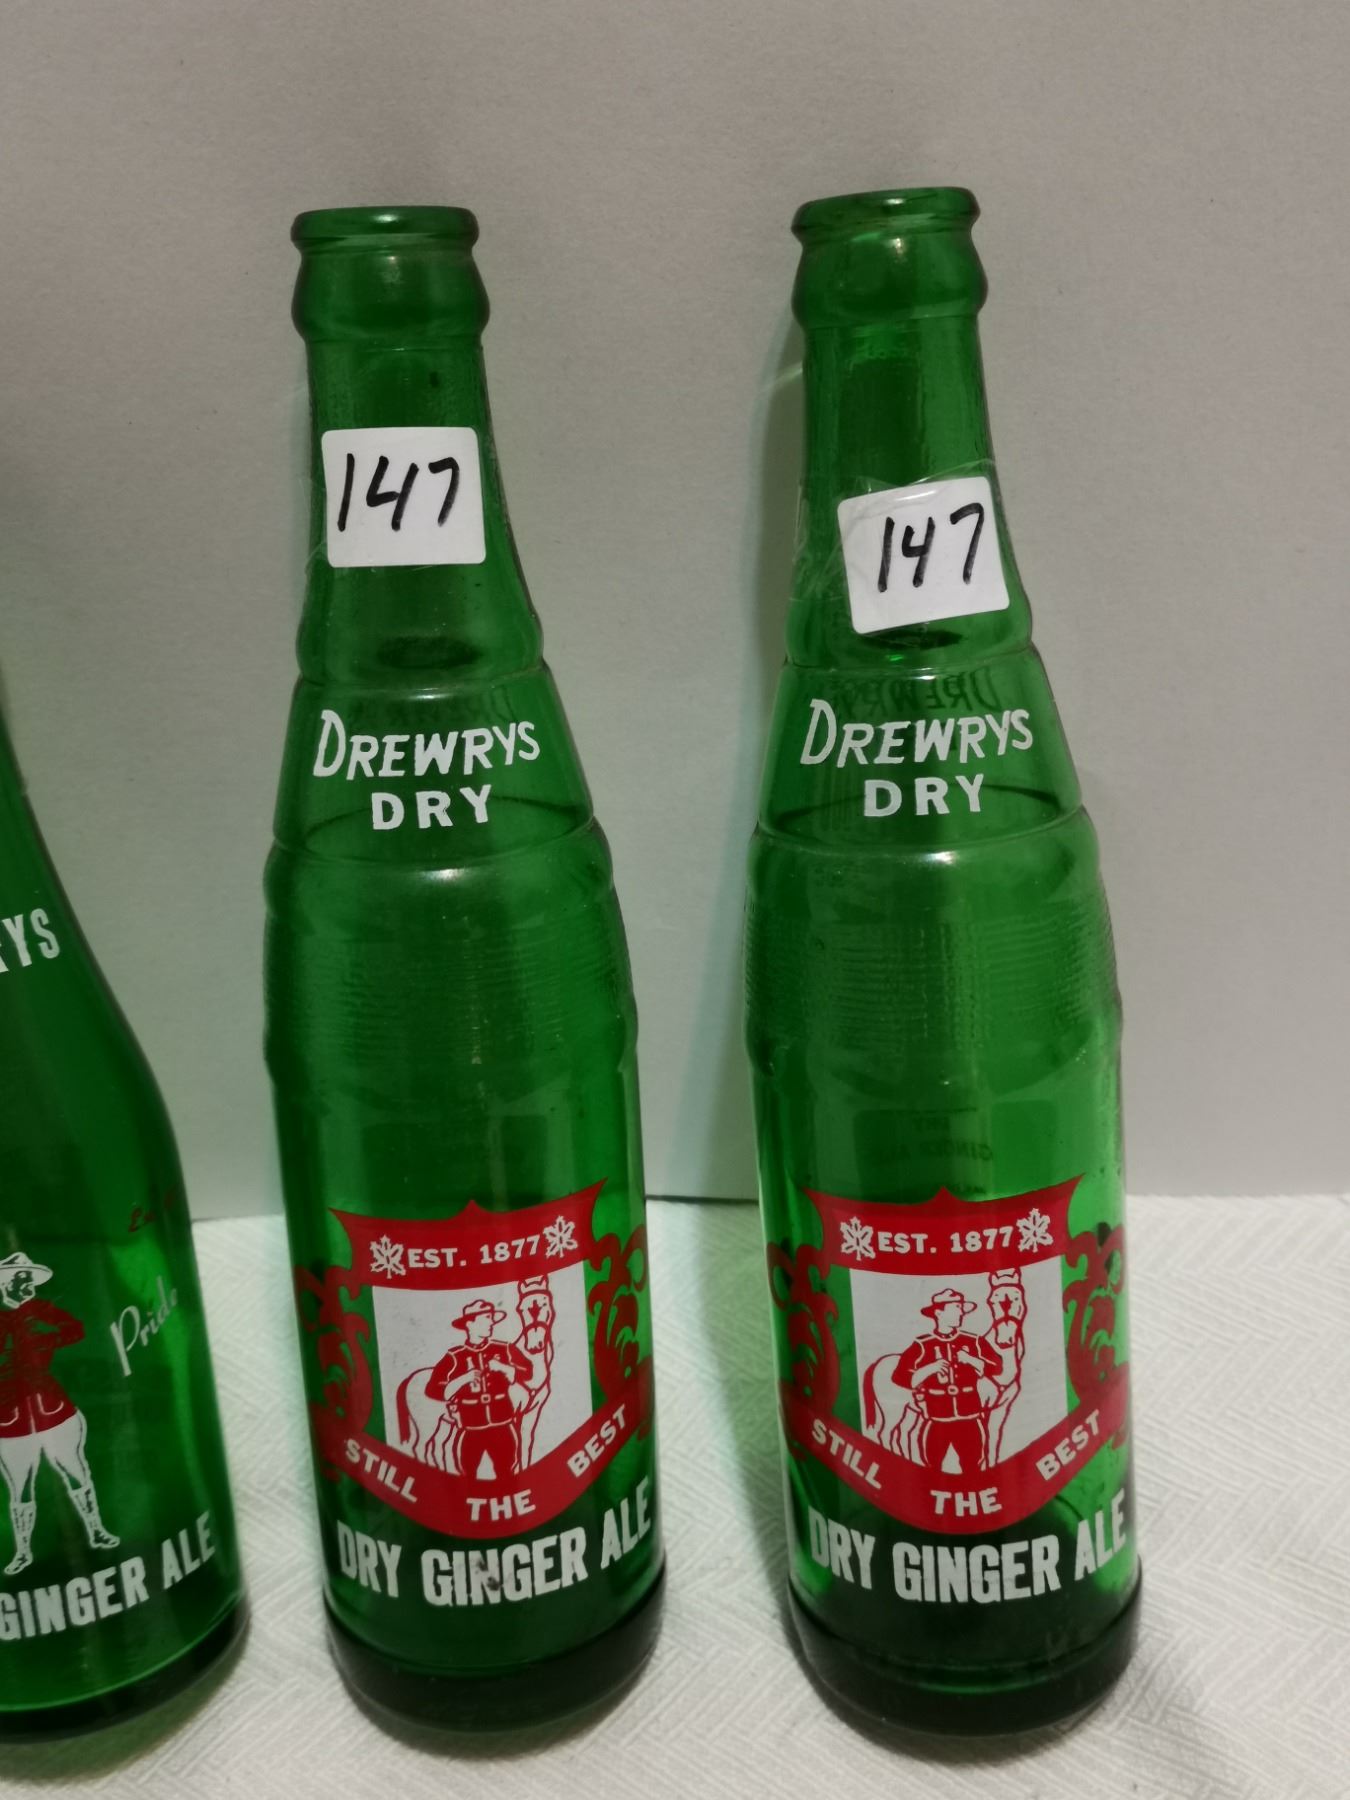 147
DREWRYS
DRY
EST. 1877
STILL THE BEST
DRY GINGER ALE
147
DREWRYS
DRY
EST. 1877
STILL THE BEST
DRY GINGER ALE
YS
Pride
GINGER ALE